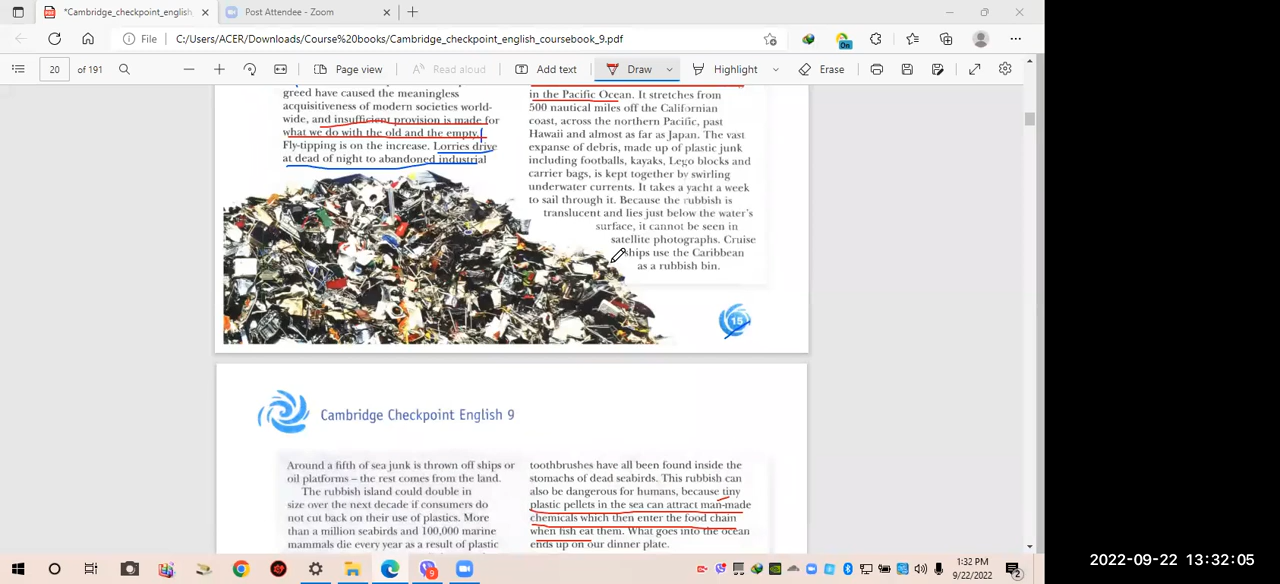 *Cambridge_checkpoint_english
Post Attendee - Zoom
File
C:/Users/ACER/Downloads/Course%20books/Cambridge_checkpoint_english_coursebook_9.pdf
On
20
of 191
Page view
Read aloud
Add text
Draw
Highlight
Erase
greed have caused the meaningless
acquisitiveness of modern societies world-
wide, and insufficient provision is made for
what we do with the old and the empty.
Fly-tipping is on the increase. Lorries drive
at dead of night to abandoned industrial
in the Pacific Ocean. It stretches from
500 nautical miles off the Californian
coast, across the northern Pacific, past
Hawaii and almost as far as Japan. The vast
expanse of debris, made up of plastic junk
including footballs, kayaks, Lego blocks and
carrier bags, is kept together by swirling
underwater currents. It takes a yacht a week
to sail through it. Because the rubbish is
translucent and lies just below the water's
surface, it cannot be seen in
satellite photographs. Cruise
ships use the Caribbean
as a rubbish bin.
15
Cambridge Checkpoint English 9
Around a fifth of sea junk is thrown off ships or
oil platforms – the rest comes from the land.
The rubbish island could double in
size over the next decade if consumers do
not cut back on their use of plastics. More
than a million seabirds and 100,000 marine
mammals die every year as a result of plastic
toothbrushes have all been found inside the
stomachs of dead seabirds. This rubbish can
also be dangerous for humans, because tiny
plastic pellets in the sea can attract man-made
chemicals which then enter the food chain
when fish eat them. What goes into the ocean
ends up on our dinner plate.
9
1:32 PM
9/22/2022
2
2022-09-22 13:32:05